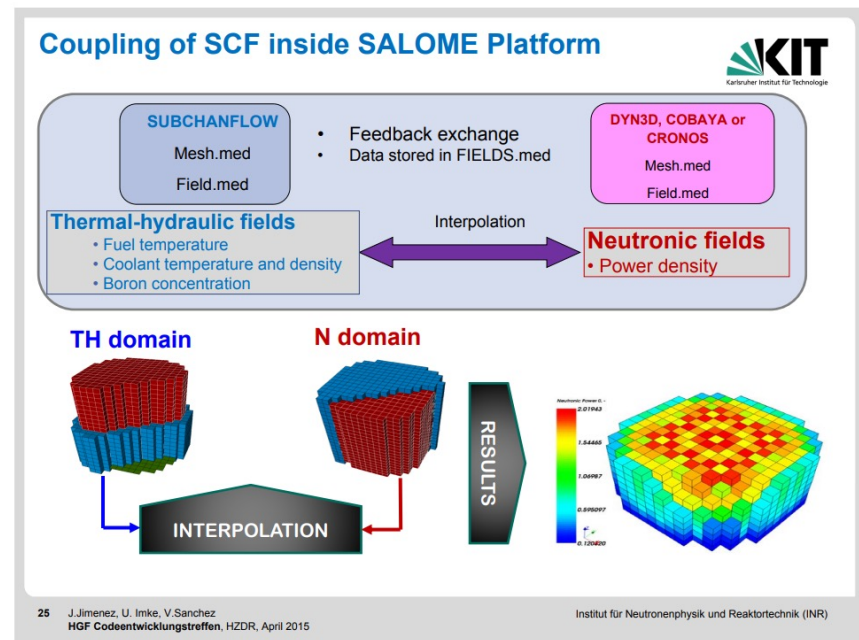 Coupling of SCF inside SALOME Platform
KIT
Karlsruher Institut für Technologie
SUBCHANFLOW
Mesh.med
Field.med
• Feedback exchange
• Data stored in FIELDS.med
DYN3D, COBAYA or
CRONOS
Mesh.med
Field.med
Thermal-hydraulic fields
• Fuel temperature
• Coolant temperature and density
• Boron concentration
Interpolation
Neutronic fields
• Power density
TH domain
N domain
INTERPOLATION
RESULTS
Neutronic Power 0, -
2.01943
1.54465
1.06987
0.595097
0.120320
25 J.Jimenez, U. Imke, V.Sanchez
HGF Codeentwicklungstreffen, HZDR, April 2015
Institut für Neutronenphysik und Reaktortechnik (INR)